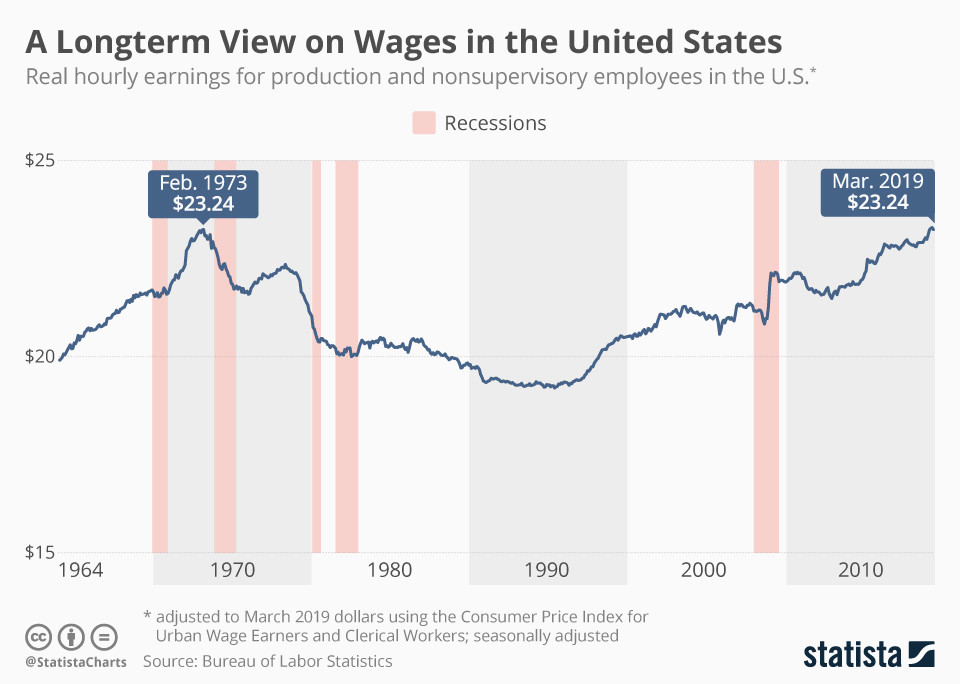 A Longterm View on Wages in the United States
Real hourly earnings for production and nonsupervisory employees in the U.S.*
Recessions
$25
Feb. 1973
$23.24
Mar. 2019
$23.24
$20
$15
1964 1970 1980 1990 2000 2010
* adjusted to March 2019 dollars using the Consumer Price Index for
Urban Wage Earners and Clerical Workers; seasonally adjusted
cc
@StatistaCharts
Source: Bureau of Labor Statistics
statista